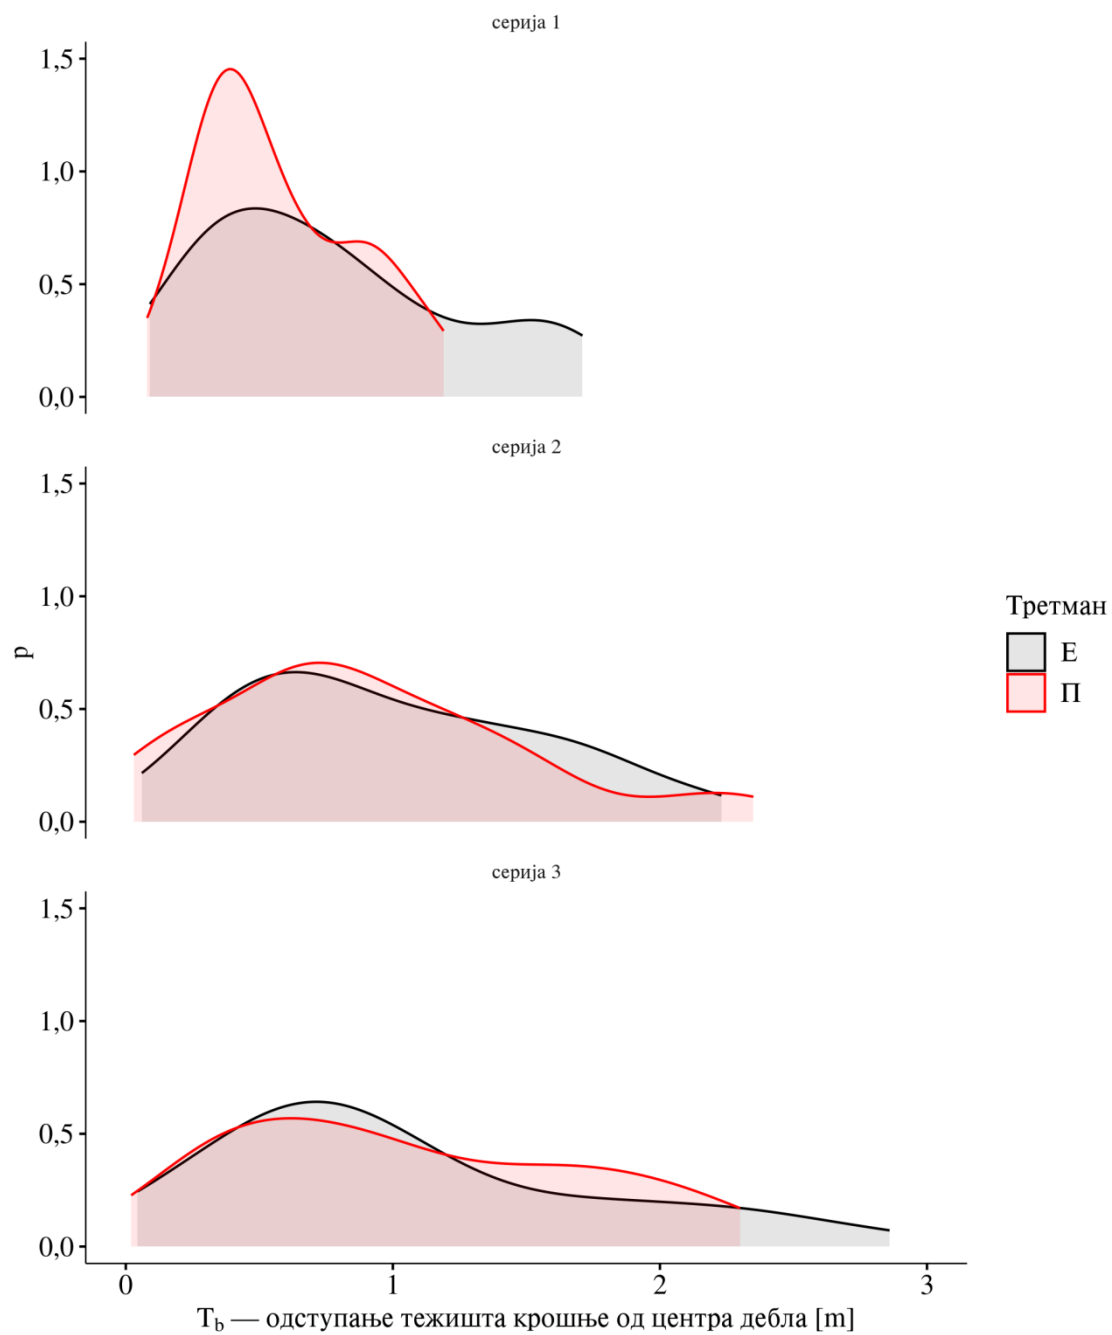 серија 1
1,5
1,0
0,5
0,0
серија 2
1,5
1,0
0,5
0,0
p
Третман
Е
П
серија 3
1,5
1,0
0,5
0,0
0 1 2 3
Tb — одступање тежишта крошње од центра дебла [m]